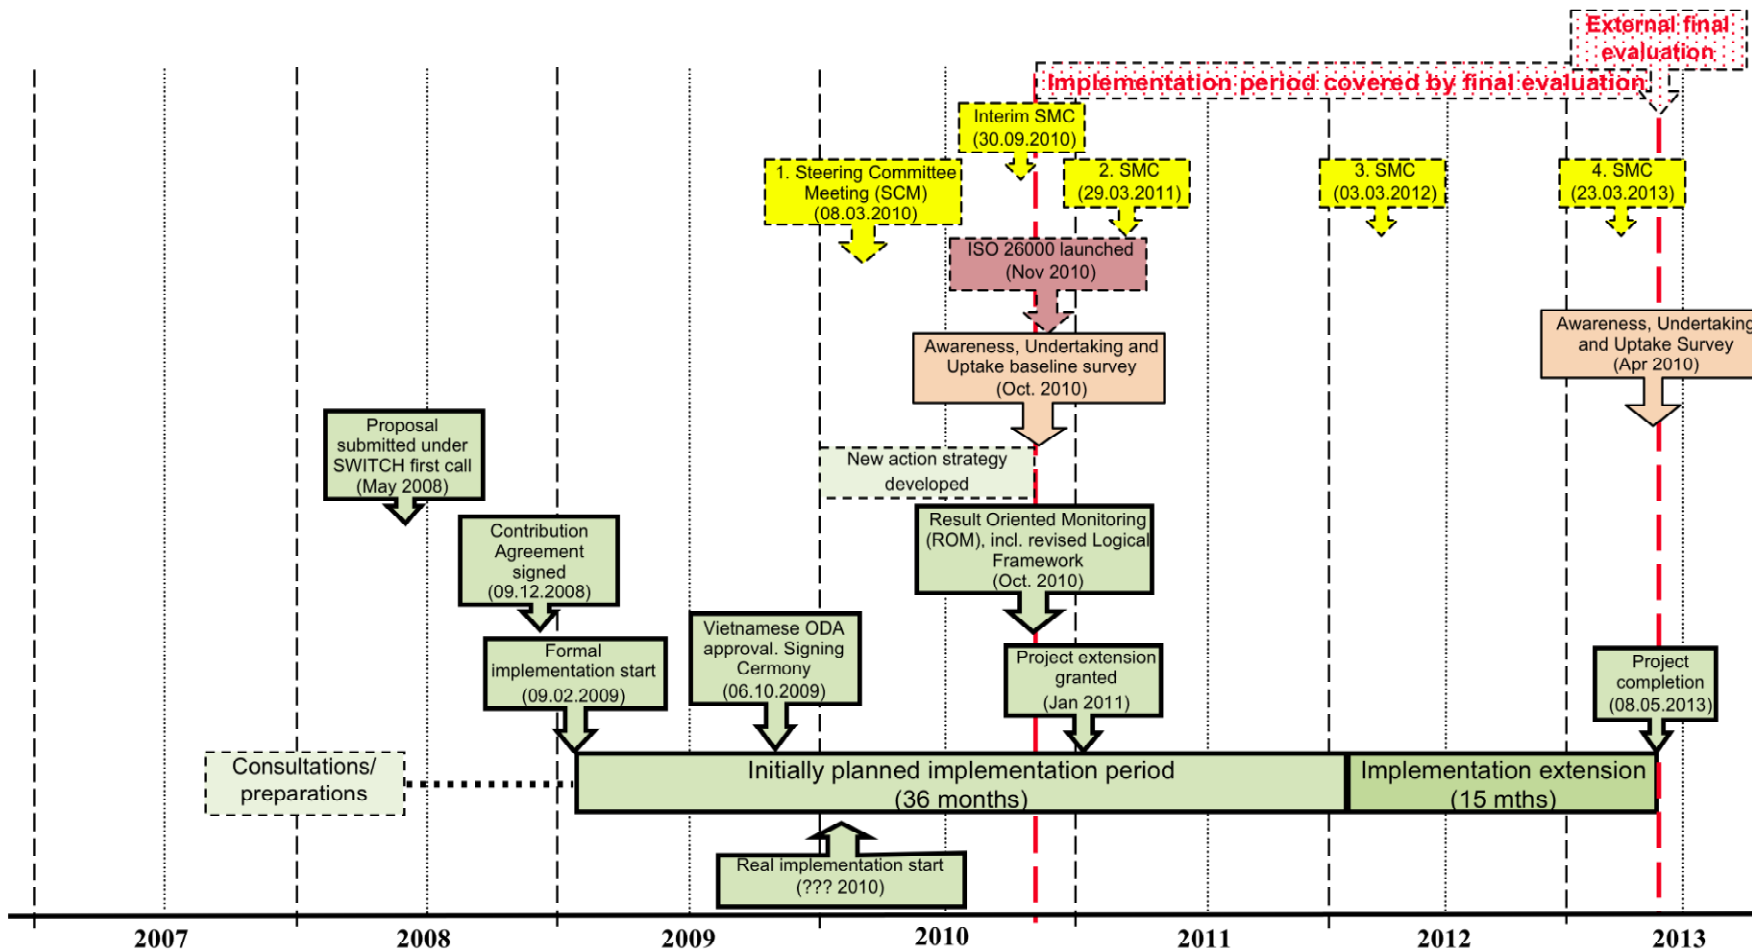 External final
evaluation
Implementation period covered by final evaluation
Interim SMC
(30.09.2010)
1. Steering Committee
Meeting (SCM)
(08.03.2010)
2. SMC
(29.03.2011)
3. SMC
(03.03.2012)
4. SMC
(23.03.2013)
ISO 26000 launched
(Nov 2010)
Awareness, Undertaking and
Uptake baseline survey
(Oct. 2010)
Awareness, Undertaking
and Uptake Survey
(Apr 2010)
Proposal
submitted under
SWITCH first call
(May 2008)
New action strategy
developed
Contribution
Agreement
signed
(09.12.2008)
Result Oriented Monitoring
(ROM), incl. revised Logical
Framework
(Oct. 2010)
Formal
implementation start
(09.02.2009)
Vietnamese ODA
approval. Signing
Cermony
(06.10.2009)
Project extension
granted
(Jan 2011)
Project
completion
(08.05.2013)
Consultations/
preparations
Initially planned implementation period
(36 months)
Implementation extension
(15 mths)
Real implementation start
(??? 2010)
2007
2008
2009
2010
2011
2012
2013